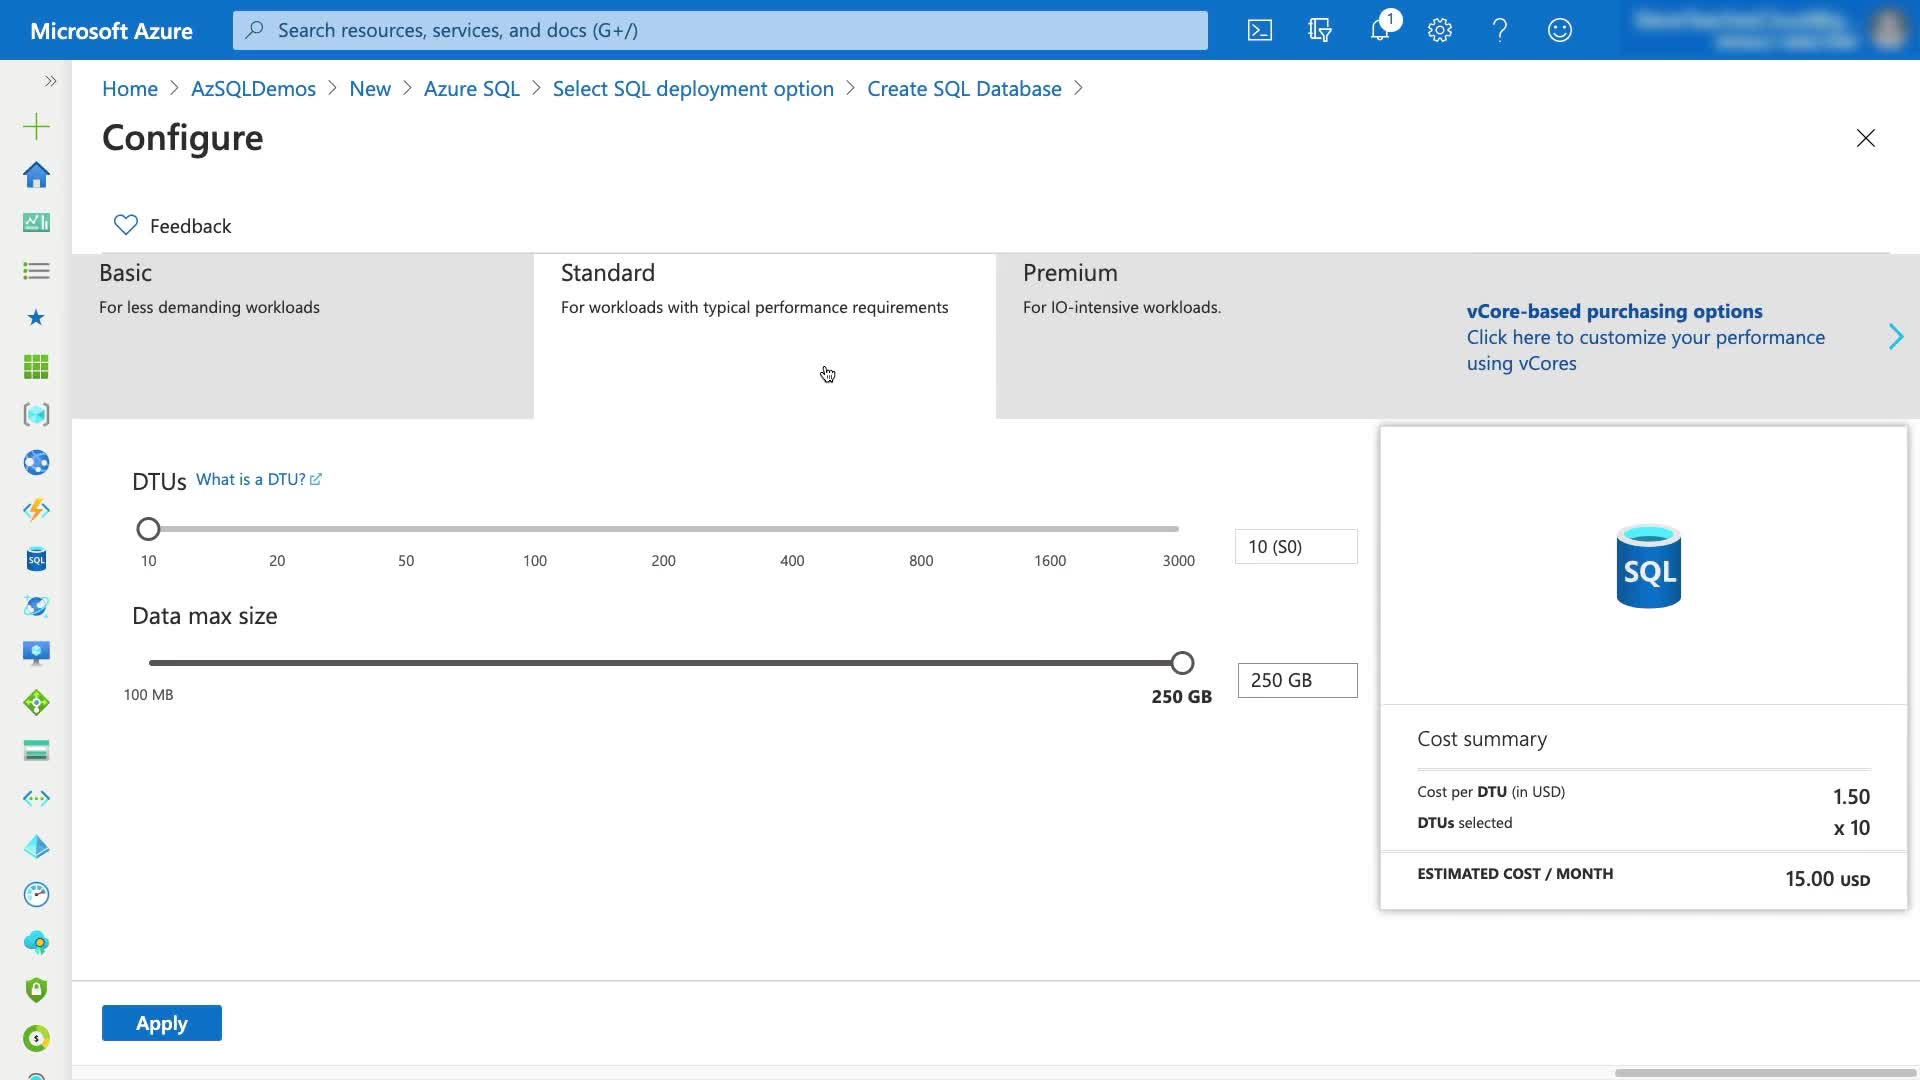 Microsoft Azure
Search resources, services, and docs (G+/)
1
Home > AzSQLDemos > New > Azure SQL > Select SQL deployment option > Create SQL Database >
Configure
Feedback
Basic
For less demanding workloads
Standard
For workloads with typical performance requirements
Premium
For IO-intensive workloads.
vCore-based purchasing options
Click here to customize your performance
using vCores
DTUs What is a DTU?
10 20 50 100 200 400 800 1600 3000
10 (S0)
Data max size
100 MB
250 GB
250 GB
SQL
SQL
Cost summary
Cost per DTU (in USD) 1.50
DTUs selected x 10
ESTIMATED COST / MONTH 15.00 USD
Apply